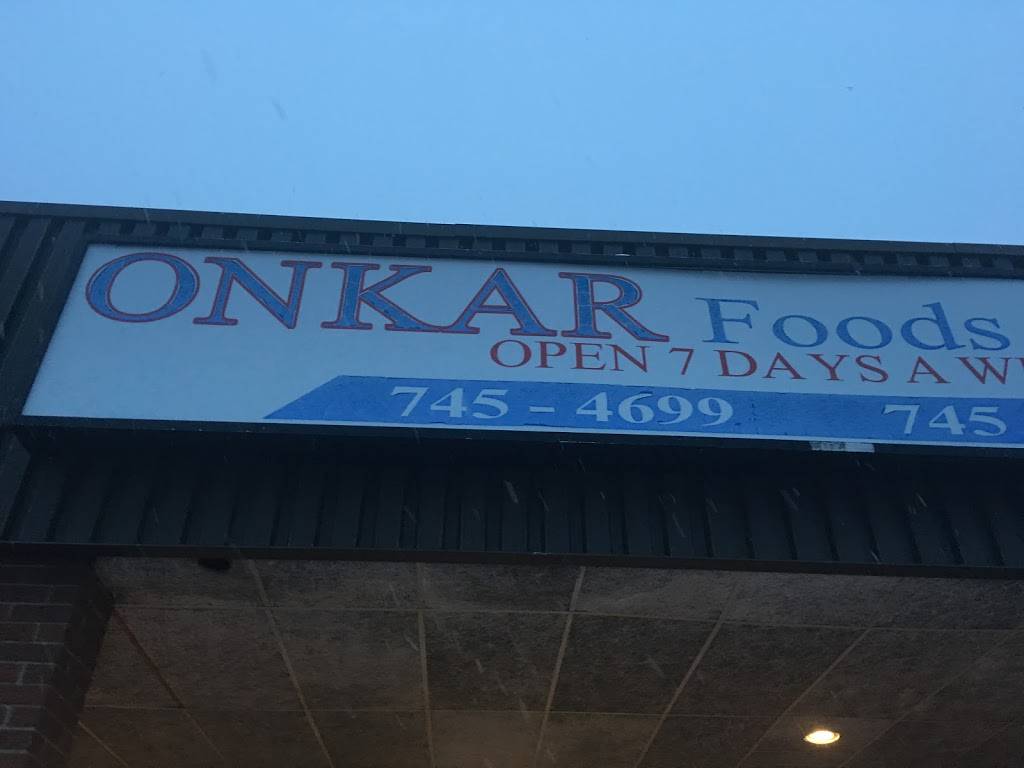 ONKAR Foods
OPEN 7 DAYS A
745 - 4699 745